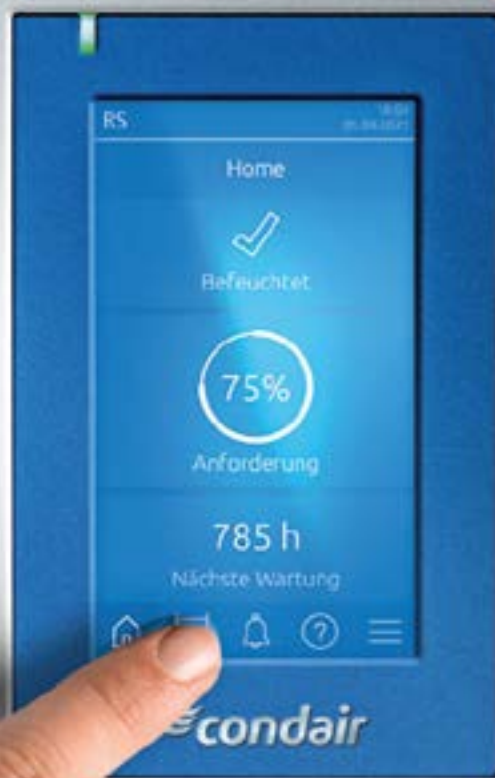 RS
Home
Befeuchtet
75%
Anforderung
785 h
Nächste Wartung
?
condair